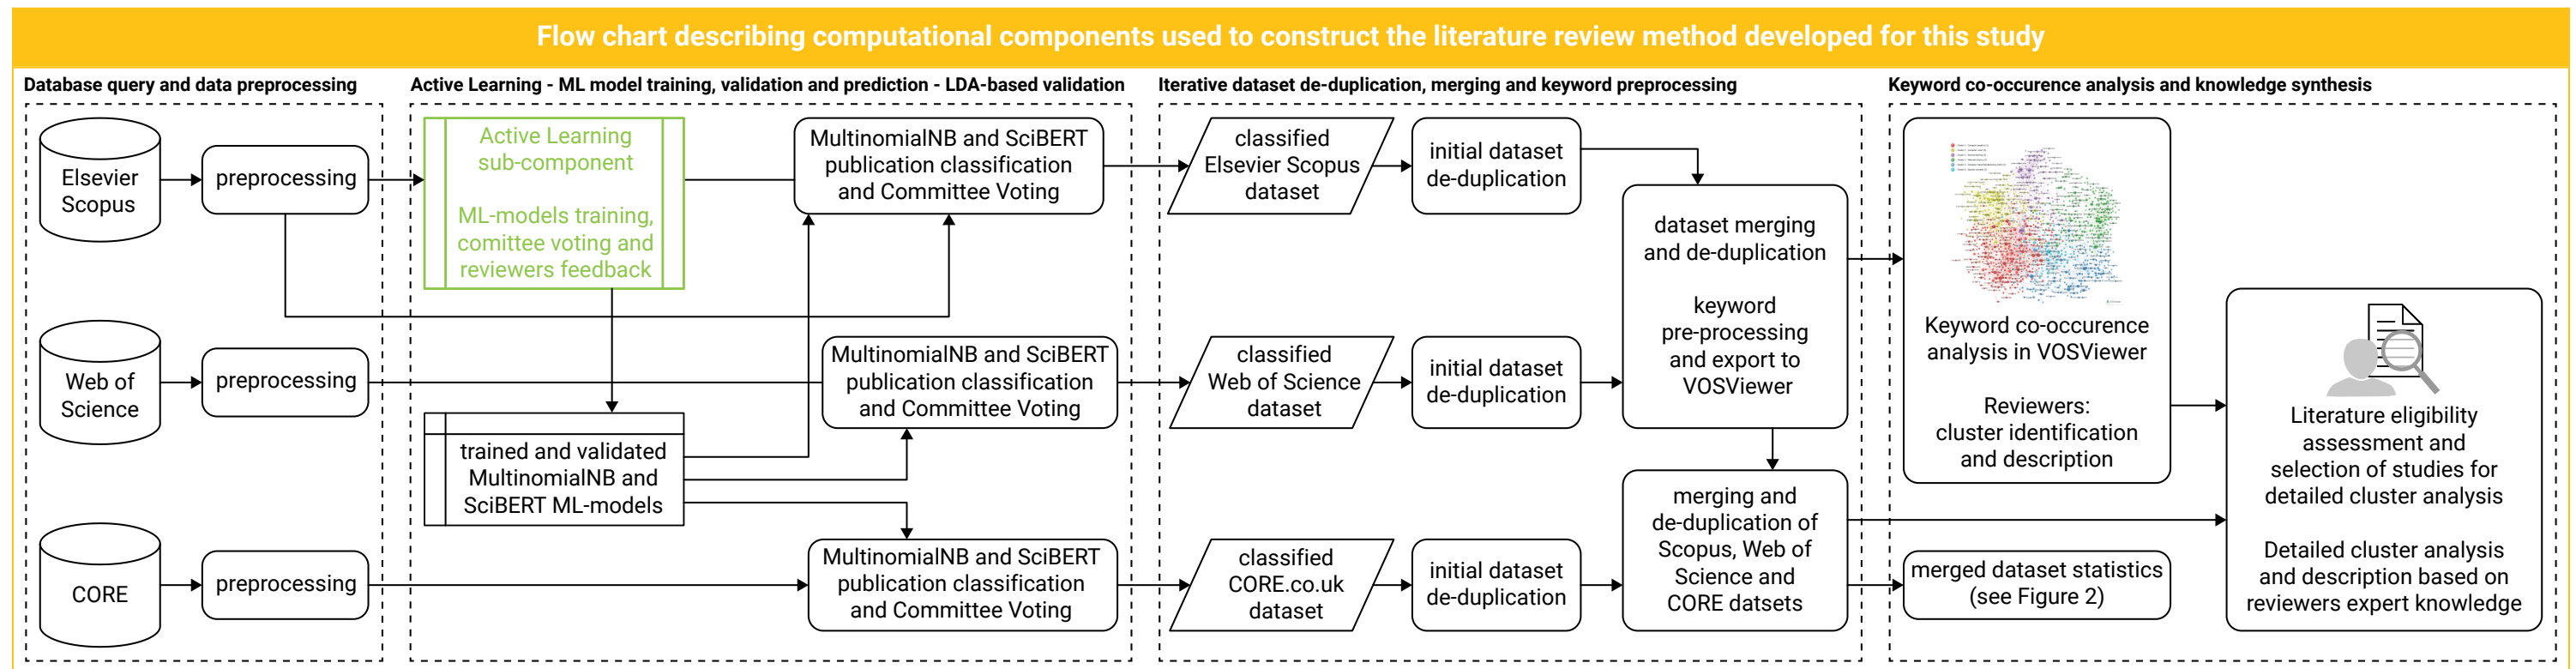 Flow chart describing computational components used to construct the literature review method developed for this study
Database query and data preprocessing
Elsevier
Scopus
preprocessing
Web of
Science
preprocessing
CORE
preprocessing
Active Learning - ML model training, validation and prediction - LDA-based validation
Active Learning
sub-component
ML-models training,
comittee voting and
reviewers feedback
MultinomialNB and SciBERT
publication classification
and Committee Voting
MultinomialNB and SciBERT
publication classification
and Committee Voting
trained and validated
MultinomialNB and
SciBERT ML-models
MultinomialNB and SciBERT
publication classification
and Committee Voting
Iterative dataset de-duplication, merging and keyword preprocessing
classified
Elsevier Scopus
dataset
initial dataset
de-duplication
classified
Web of Science
dataset
initial dataset
de-duplication
classified
CORE.co.uk
dataset
initial dataset
de-duplication
dataset merging
and de-duplication
keyword
pre-processing
and export to
VOSViewer
merging and
de-duplication of
Scopus, Web of
Science and
CORE datsets
Keyword co-occurence analysis and knowledge synthesis
Keyword co-occurence
analysis in VOSViewer
Reviewers:
cluster identification
and description
merged dataset statistics
(see Figure 2)
Literature eligibility
assessment and
selection of studies for
detailed cluster analysis
Detailed cluster analysis
and description based on
reviewers expert knowledge